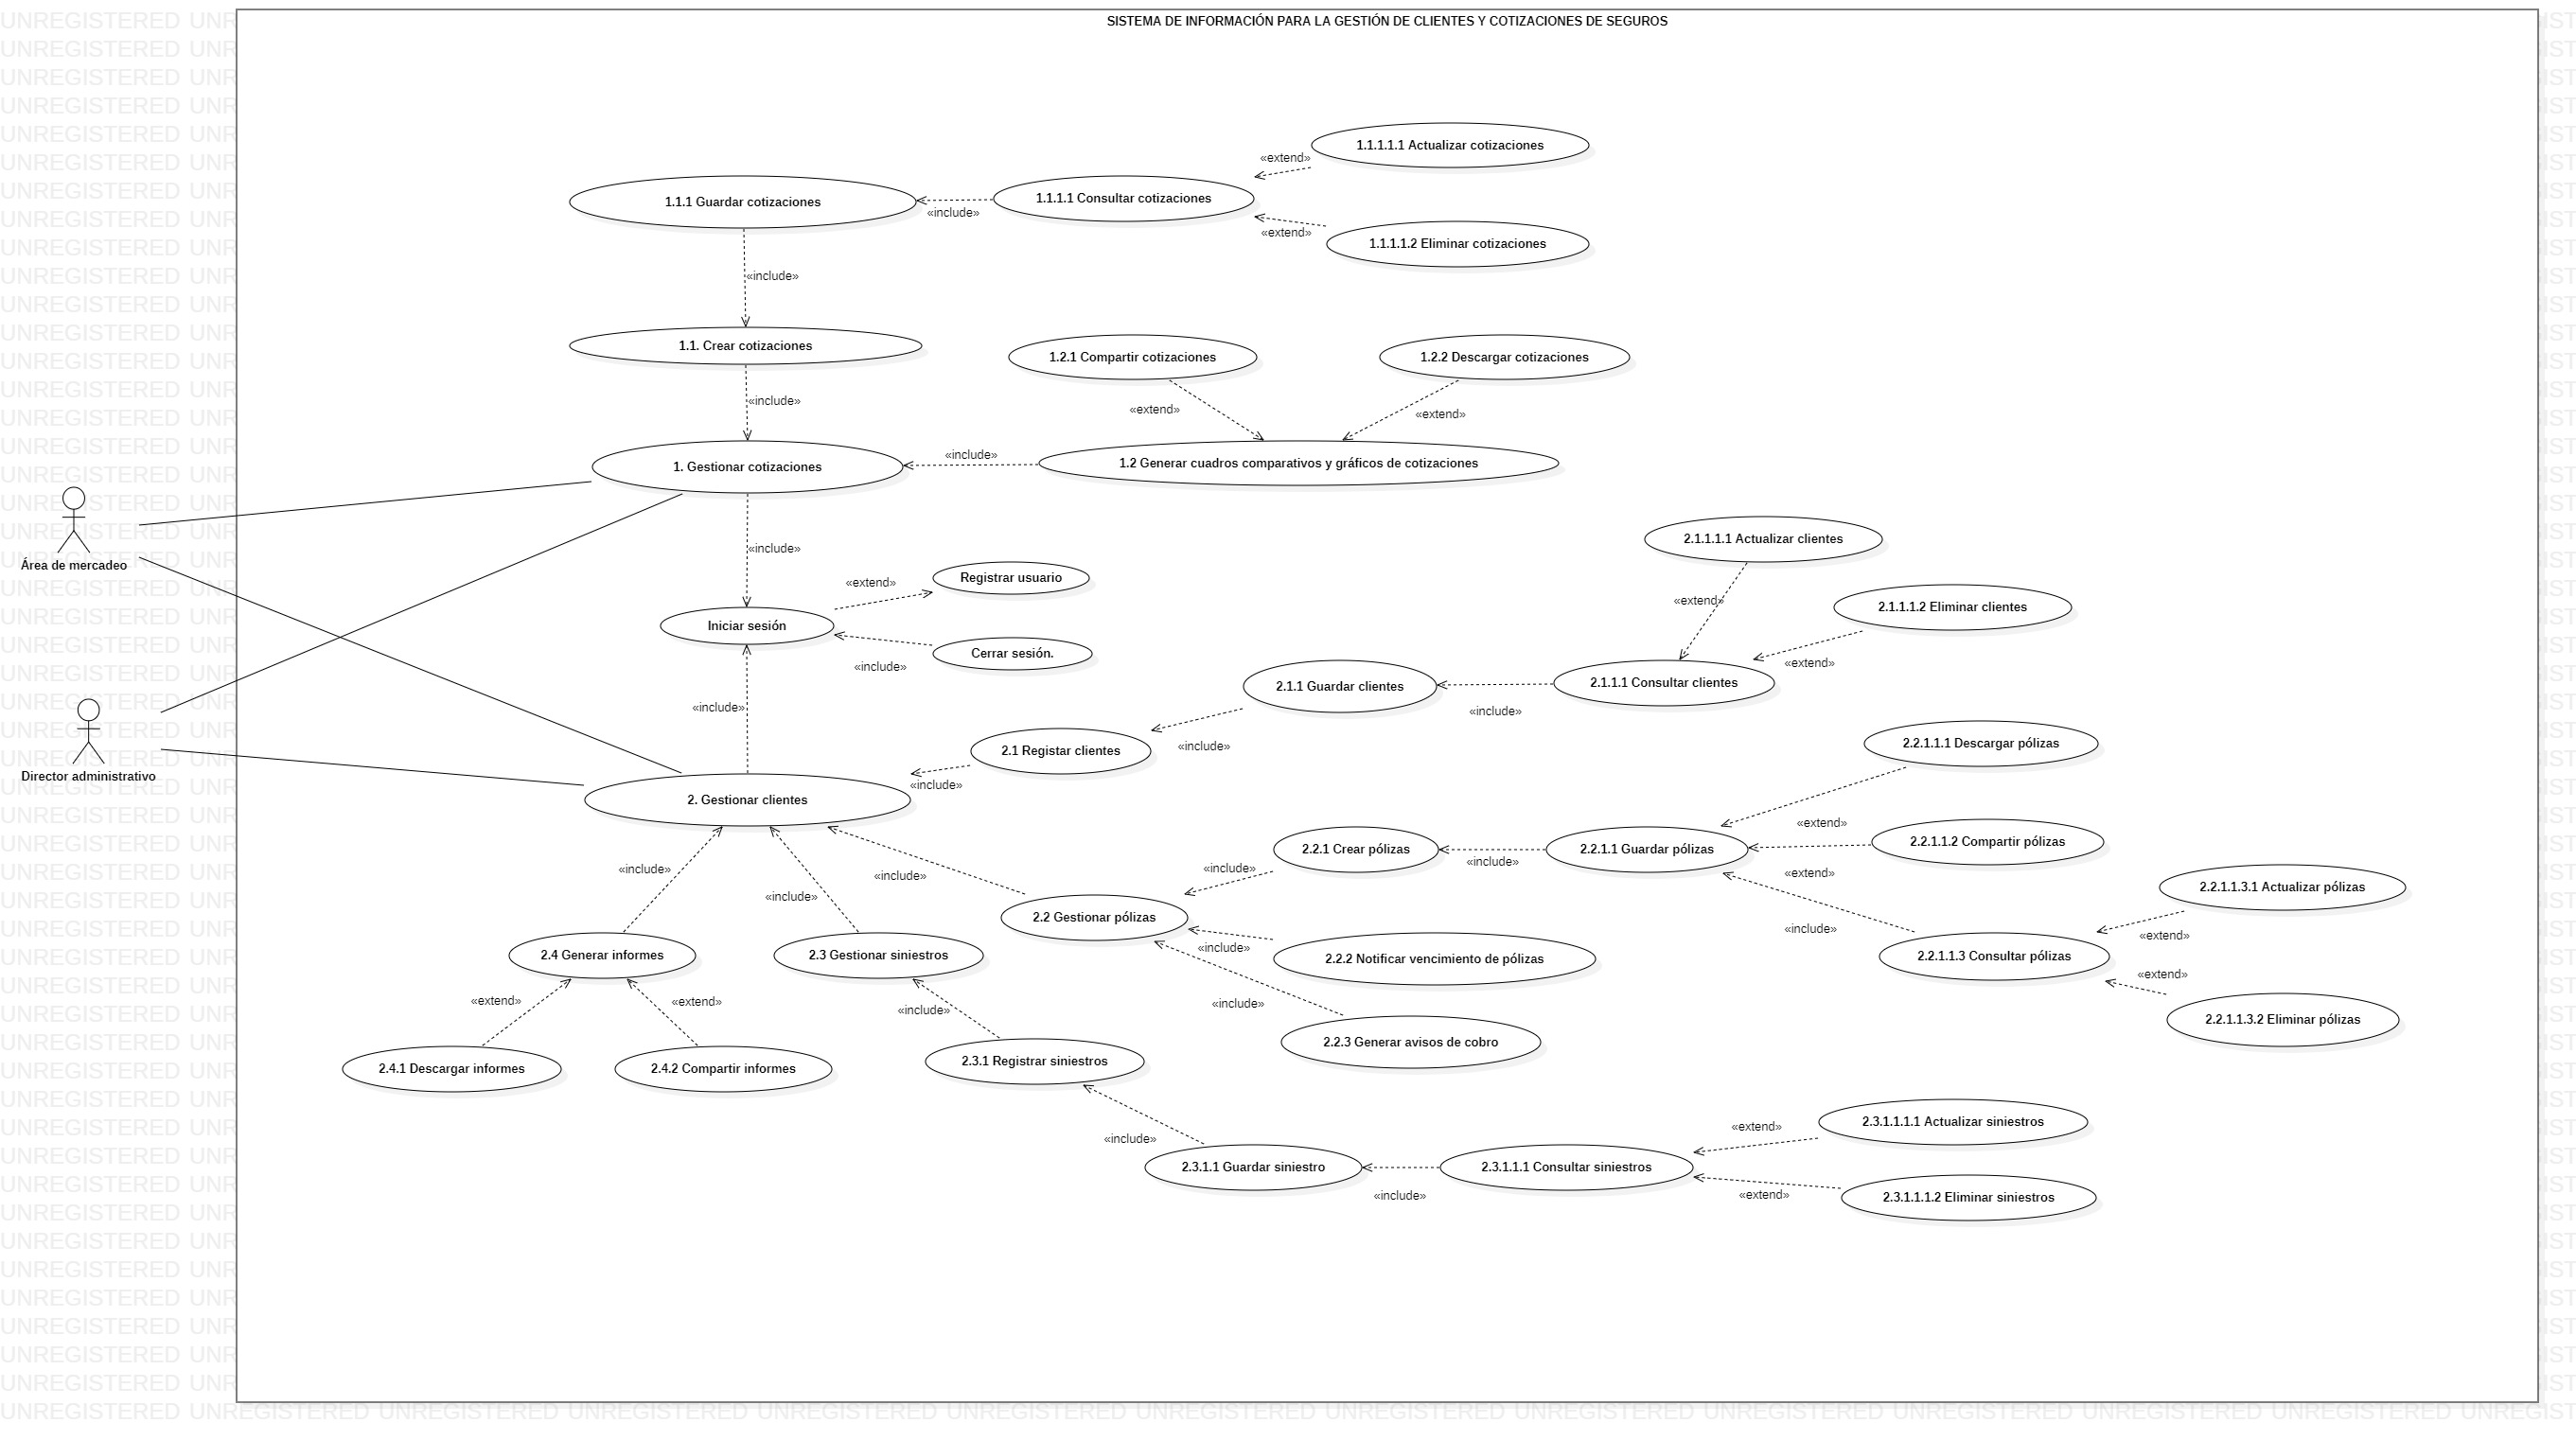 SISTEMA DE INFORMACIÓN PARA LA GESTIÓN DE CLIENTES Y COTIZACIONES DE SEGUROS
1.1.1.1.1 Actualizar cotizaciones
«extend»
1.1.1 Guardar cotizaciones
«include»
1.1.1.1 Consultar cotizaciones
«extend»
1.1.1.1.2 Eliminar cotizaciones
«include»
1.1. Crear cotizaciones
1.2.1 Compartir cotizaciones
1.2.2 Descargar cotizaciones
«include»
«extend»
«extend»
1. Gestionar cotizaciones
«include»
1.2 Generar cuadros comparativos y gráficos de cotizaciones
Área de mercadeo
«include»
«extend»
Registrar usuario
Iniciar sesión
Cerrar sesión.
«include»
2.1.1.1.1 Actualizar clientes
«extend»
2.1.1.1.2 Eliminar clientes
«extend»
2.1.1 Guardar clientes
2.1.1.1 Consultar clientes
«include»
«include»
2.1 Registar clientes
«include»
«include»
Director administrativo
2. Gestionar clientes
2.2.1.1.1 Descargar pólizas
«extend»
2.2.1.1.2 Compartir pólizas
2.2.1 Crear pólizas
«include»
2.2.1.1 Guardar pólizas
«include»
«include»
«include»
«include»
«extend»
2.2.1.1.3.1 Actualizar pólizas
2.2 Gestionar pólizas
«include»
«include»
«extend»
2.4 Generar informes
2.3 Gestionar siniestros
2.2.2 Notificar vencimiento de pólizas
2.2.1.1.3 Consultar pólizas
«extend»
«extend»
«extend»
«include»
«include»
2.2.1.1.3.2 Eliminar pólizas
2.2.3 Generar avisos de cobro
2.4.1 Descargar informes
2.4.2 Compartir informes
2.3.1 Registrar siniestros
«include»
2.3.1.1.1.1 Actualizar siniestros
«extend»
2.3.1.1 Guardar siniestro
2.3.1.1.1 Consultar siniestros
«include»
«extend»
2.3.1.1.1.2 Eliminar siniestros
UNREGISTERED UNREGISTERED UNREGISTERED UNREGISTERED UNREGISTERED UNREGISTERED UNREGISTERED UNREGISTERED UNREGISTERED UNREGISTERED UNREGISTERED UNREGISTERED UNREGISTERED UNREGIST